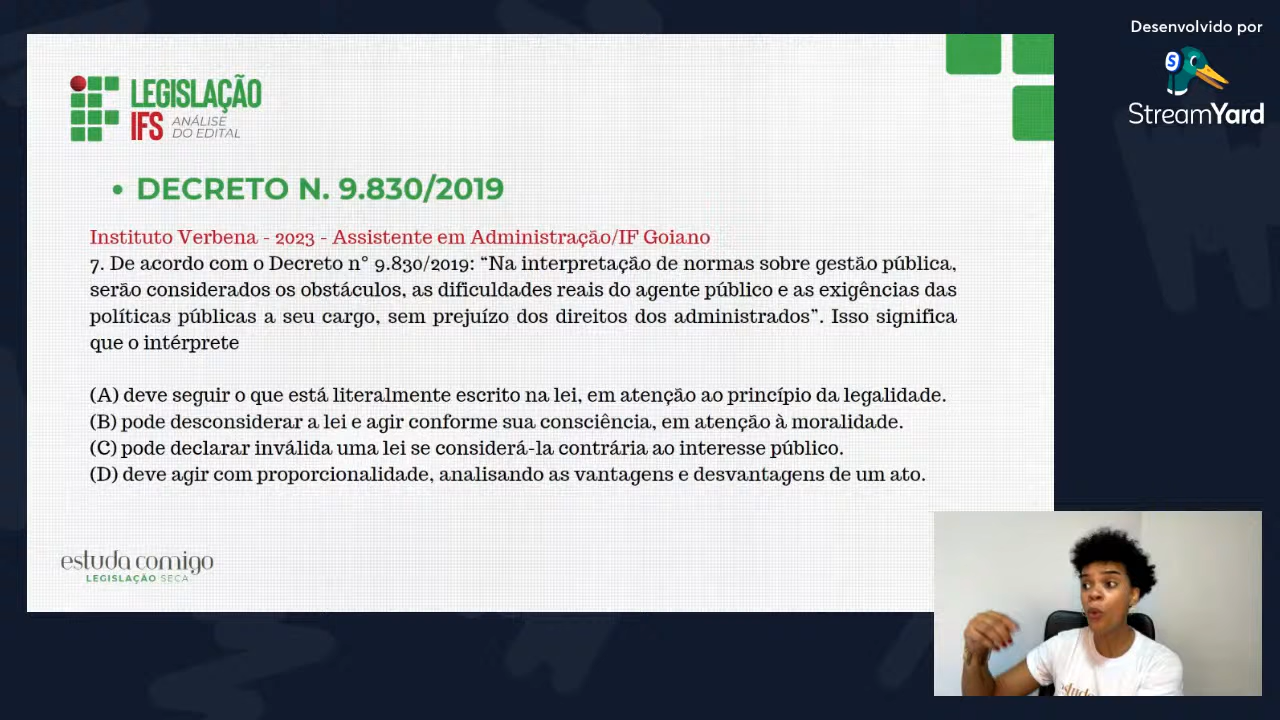 Desenvolvido por
StreamYard
LEGISLAÇÃO
IFS ANÁLISE
DO EDITAL
• DECRETO N. 9.830/2019
Instituto Verbena - 2023 - Assistente em Administração/IF Goiano
7. De acordo com o Decreto nº 9.830/2019: “Na interpretação de normas sobre gestão pública,
serão considerados os obstáculos, as dificuldades reais do agente público e as exigências das
políticas públicas a seu cargo, sem prejuízo dos direitos dos administrados”. Isso significa
que o intérprete
(A) deve seguir o que está literalmente escrito na lei, em atenção ao princípio da legalidade.
(B) pode desconsiderar a lei e agir conforme sua consciência, em atenção à moralidade.
(C) pode declarar inválida uma lei se considerá-la contrária ao interesse público.
(D) deve agir com proporcionalidade, analisando as vantagens e desvantagens de um ato.
estuda comigo
LEGISLAÇÃO SECA